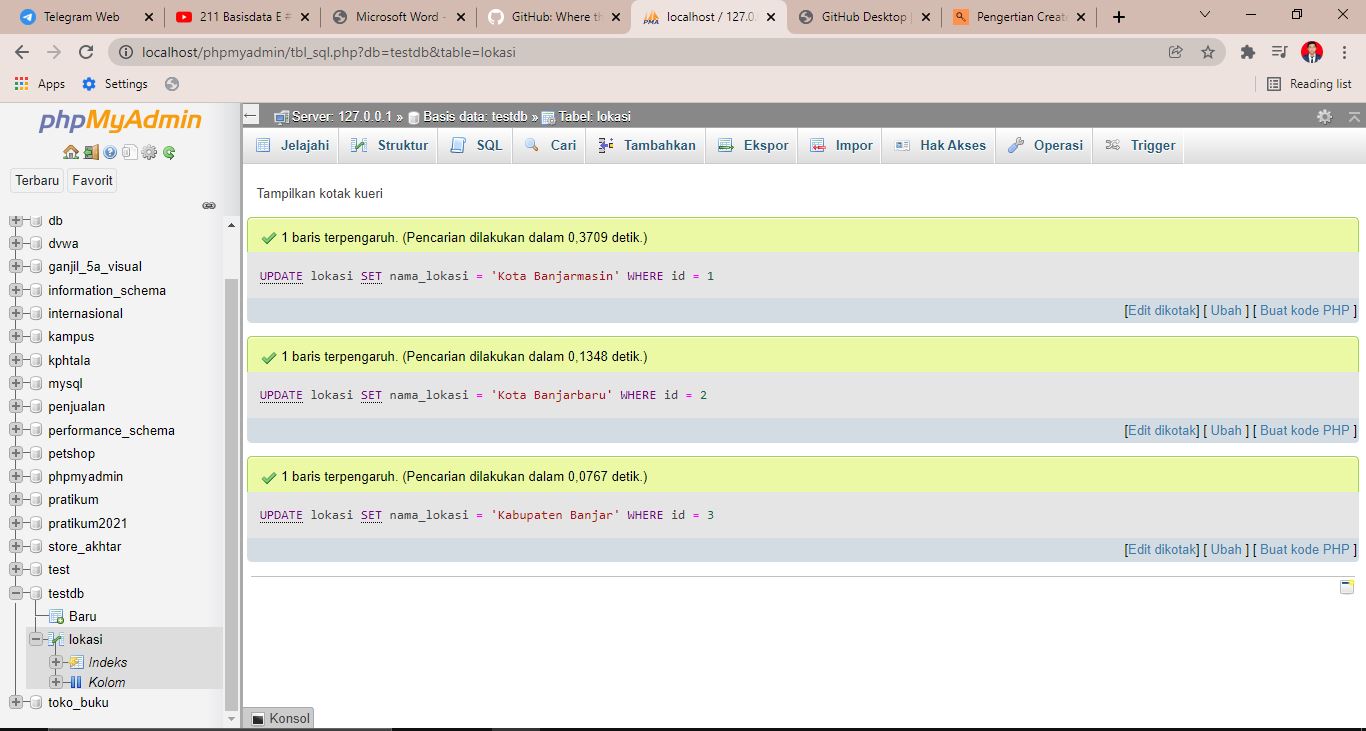 Telegram Web
211 Basisdata E #
Microsoft Word -
GitHub: Where th
localhost / 127.0.
GitHub Desktop
Pengertian Creat
localhost/phpmyadmin/tbl_sql.php?db=testdb&table=lokasi
Apps
Settings
Reading list
phpMyAdmin
Server: 127.0.0.1 » Basis data: testdb » Tabel: lokasi
Jelajahi
Struktur
SQL
Cari
Tambahkan
Ekspor
Impor
Hak Akses
Operasi
Trigger
Terbaru
Favorit
db
dvwa
ganjil_5a_visual
information_schema
internasional
kampus
kphtala
mysql
penjualan
performance_schema
petshop
phpmyadmin
pratikum
pratikum2021
store_akhtar
test
testdb
Baru
lokasi
Indeks
Kolom
toko_buku
Tampilkan kotak kueri
1 baris terpengaruh. (Pencarian dilakukan dalam 0,3709 detik.)
UPDATE lokasi SET nama_lokasi = 'Kota Banjarmasin' WHERE id = 1
[Edit dikotak] [ Ubah ] [ Buat kode PHP ]
1 baris terpengaruh. (Pencarian dilakukan dalam 0,1348 detik.)
UPDATE lokasi SET nama_lokasi = 'Kota Banjarbaru' WHERE id = 2
[Edit dikotak] [ Ubah ] [ Buat kode PHP ]
1 baris terpengaruh. (Pencarian dilakukan dalam 0,0767 detik.)
UPDATE lokasi SET nama_lokasi = 'Kabupaten Banjar' WHERE id = 3
[Edit dikotak] [ Ubah ] [ Buat kode PHP ]
Konsol